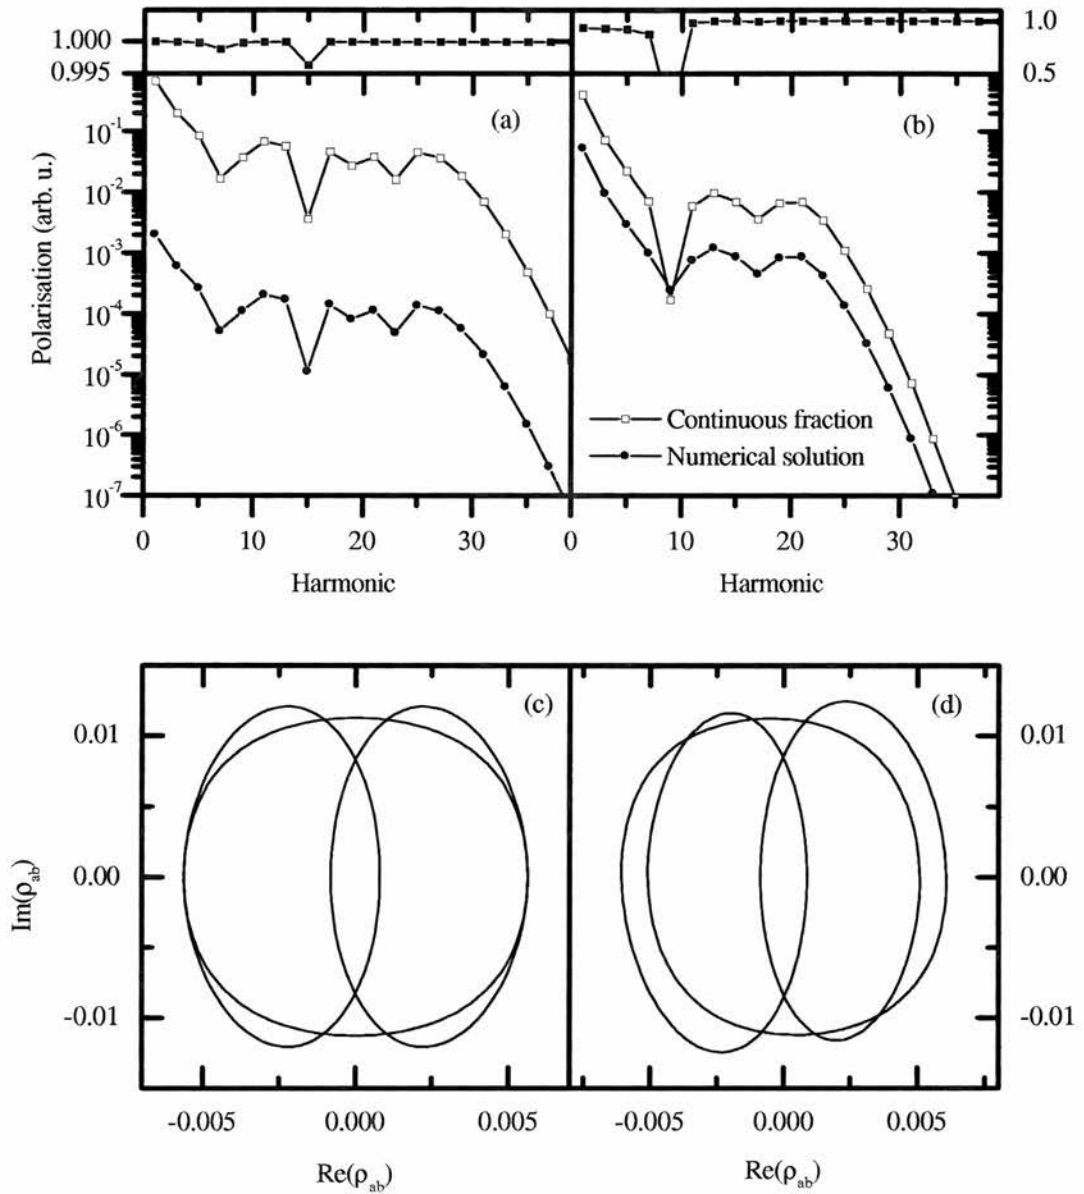 1.000
0.995
1.0
0.5
(a)
(b)
10⁻¹
10⁻²
10⁻³
10⁻⁴
10⁻⁵
10⁻⁶
10⁻⁷
Polarisation (arb. u.)
Continuous fraction
Numerical solution
0 10 20 30 0 10 20 30
Harmonic Harmonic
(c)
(d)
0.01
0.00
-0.01
0.01
0.00
-0.01
Im(ρab)
-0.005 0.000 0.005 -0.005 0.000 0.005
Re(ρab) Re(ρab)